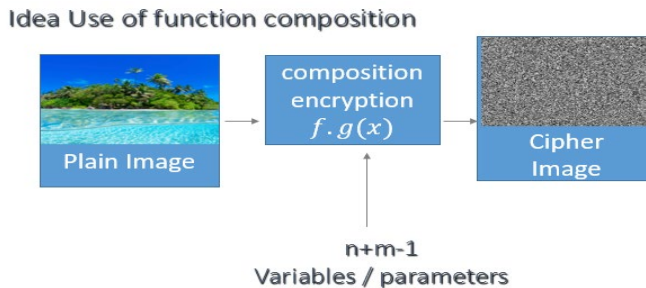 Idea Use of function composition
Plain Image
composition
encryption
f.g(x)
Cipher
Image
n+m-1
Variables / parameters